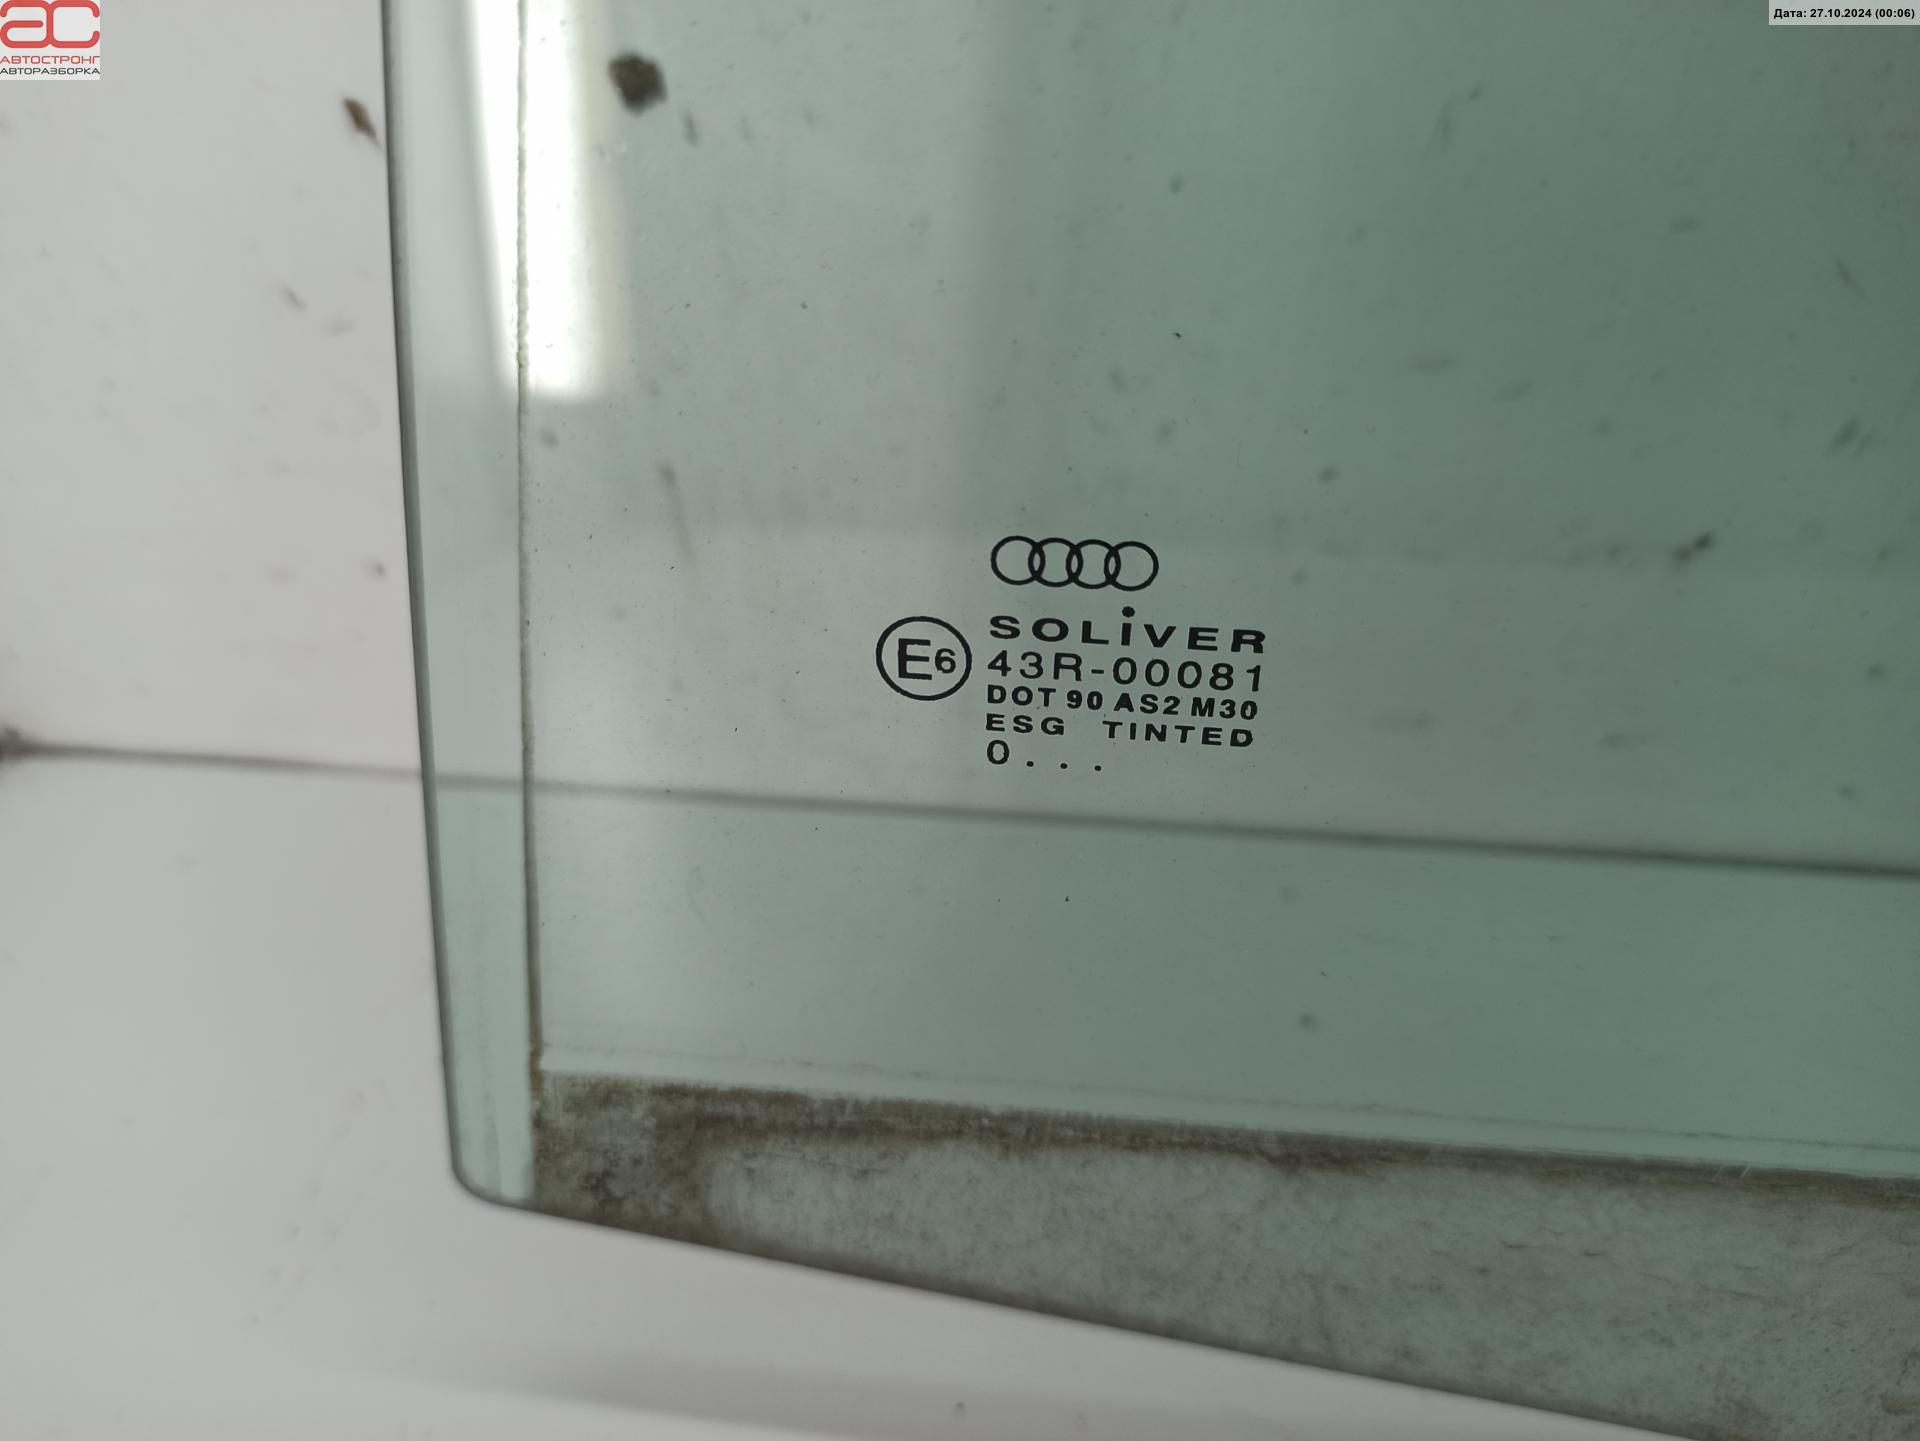 AC
АВТОСТРОНГ
АВТОРАЗБОРКА
Дата: 27.10.2024 (00:06)
SOLiVER
E6
43R-00081
DOT 90 AS2 M30
ESG TINTED
0...